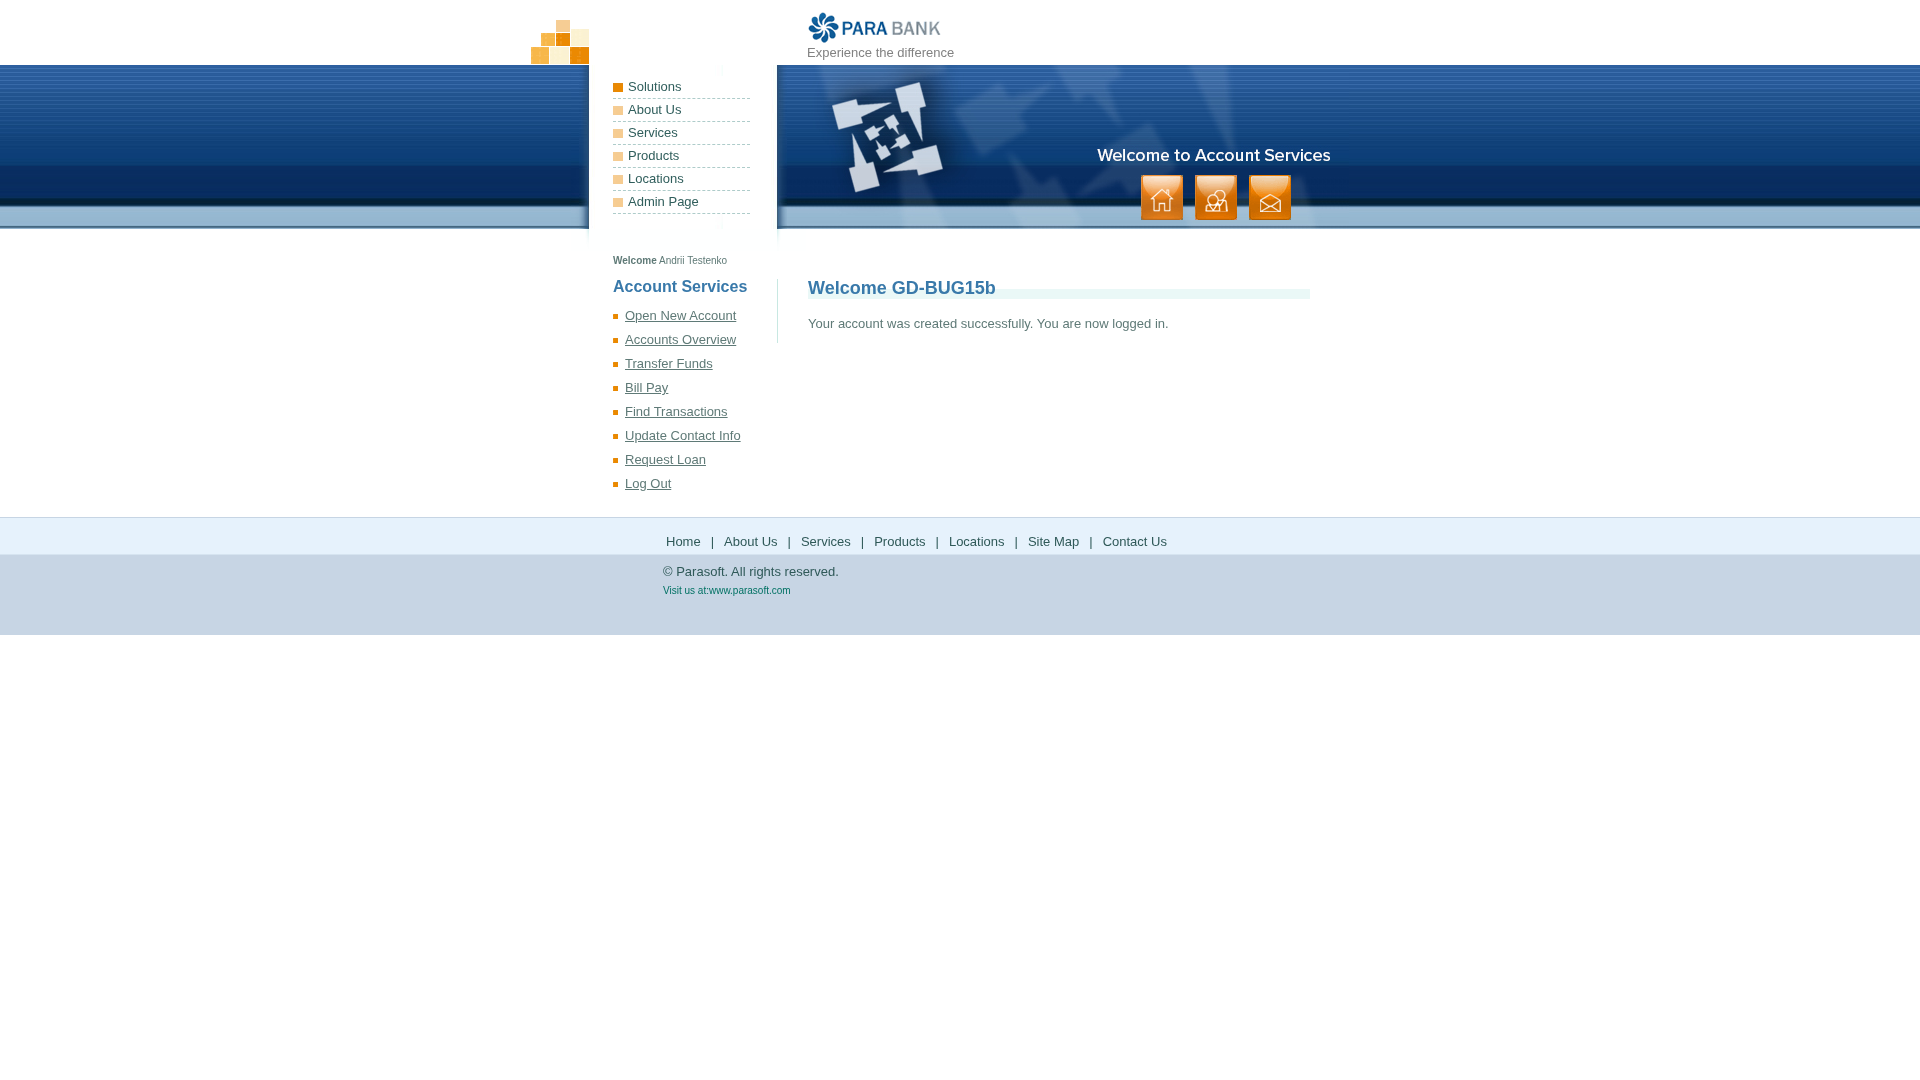 PARA BANK
Experience the difference
Solutions
About Us
Services
Products
Locations
Admin Page
Welcome to Account Services
Welcome Andrii Testenko
Account Services
Open New Account
Accounts Overview
Transfer Funds
Bill Pay
Find Transactions
Update Contact Info
Request Loan
Log Out
Welcome GD-BUG15b
Your account was created successfully. You are now logged in.
Home | About Us | Services | Products | Locations | Site Map | Contact Us
© Parasoft. All rights reserved.
Visit us at:www.parasoft.com